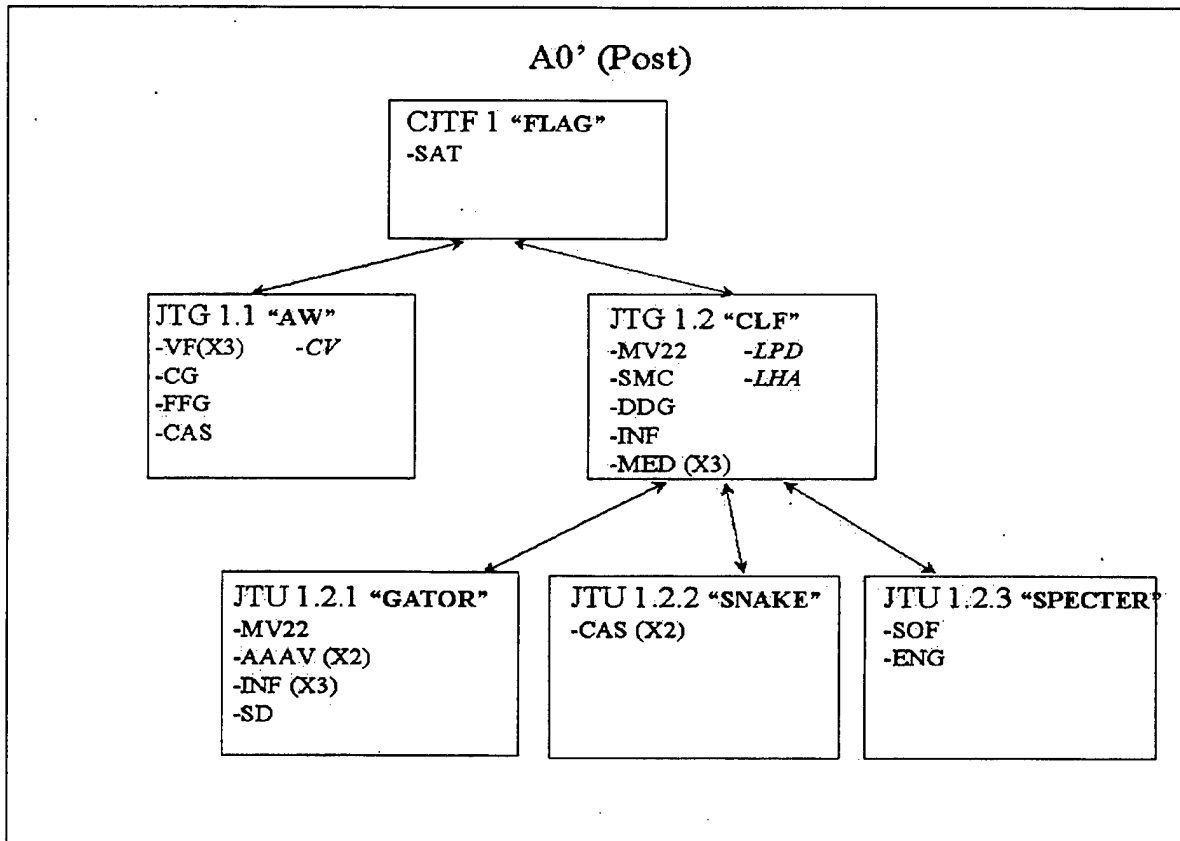 A0’ (Post)
CJTF 1 “FLAG”
-SAT
JTG 1.1 “AW”
-VF(X3) -CV
-CG
-FFG
-CAS
JTG 1.2 “CLF”
-MV22 -LPD
-SMC -LHA
-DDG
-INF
-MED (X3)
JTU 1.2.1 “GATOR”
-MV22
-AAAV (X2)
-INF (X3)
-SD
JTU 1.2.2 “SNAKE”
-CAS (X2)
JTU 1.2.3 “SPECTER”
-SOF
-ENG